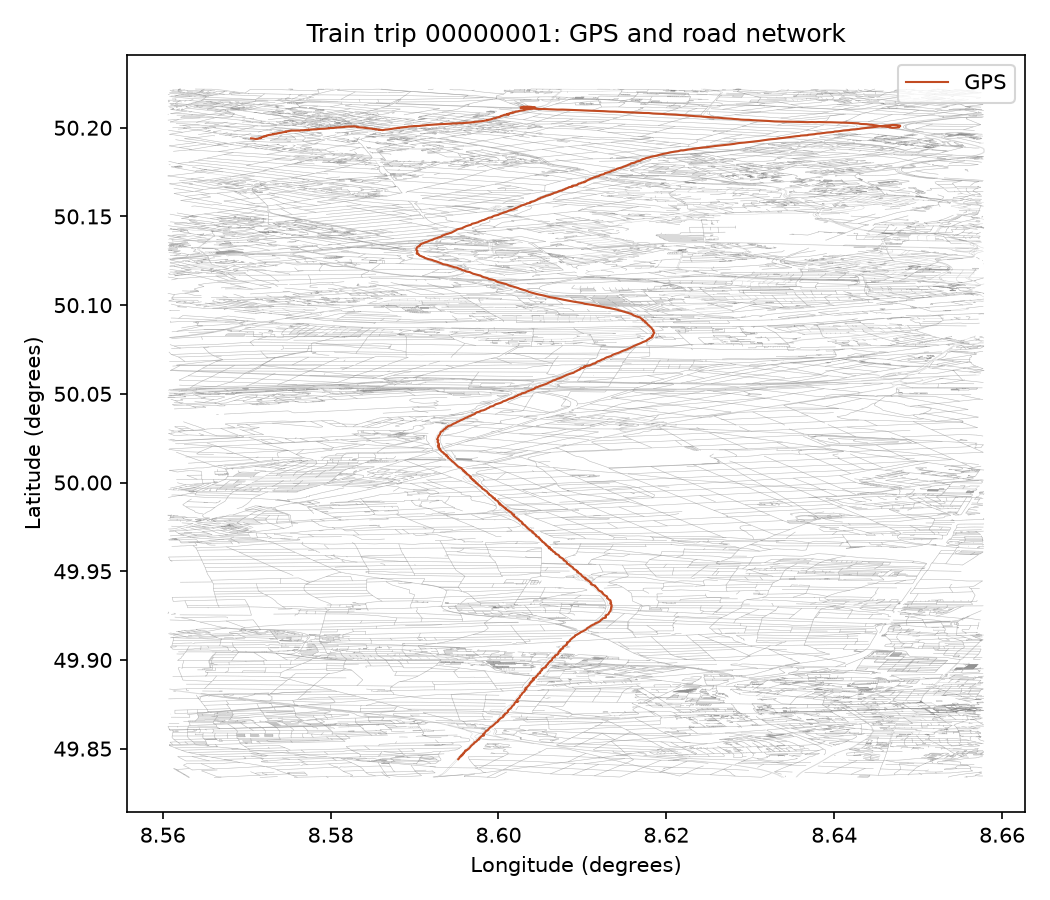 Train trip 00000001: GPS and road network
GPS
50.20
50.15
50.10
50.05
50.00
49.95
49.90
49.85
Latitude (degrees)
8.56 8.58 8.60 8.62 8.64 8.66
Longitude (degrees)